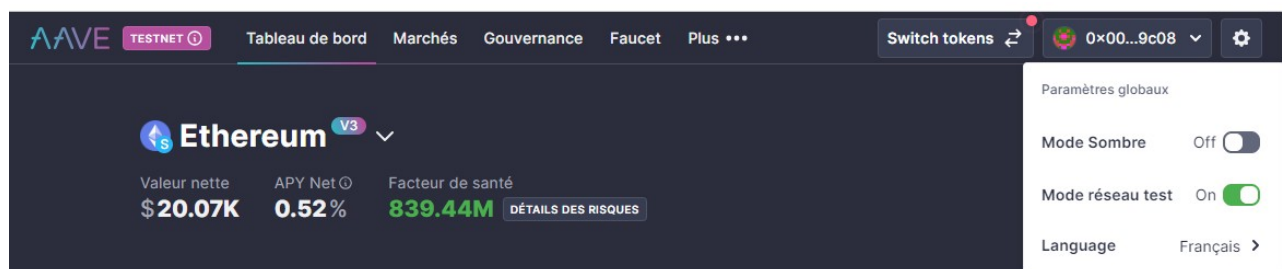 AAVE TESTNET Tableau de bord Marchés Gouvernance Faucet Plus ••• Switch tokens 0×00...9c08
Paramètres globaux
Mode Sombre Off
Mode réseau test On
Language Français
Ethereum V3
Valeur nette APY Net Facteur de santé
$20.07K 0.52% 839.44M DÉTAILS DES RISQUES